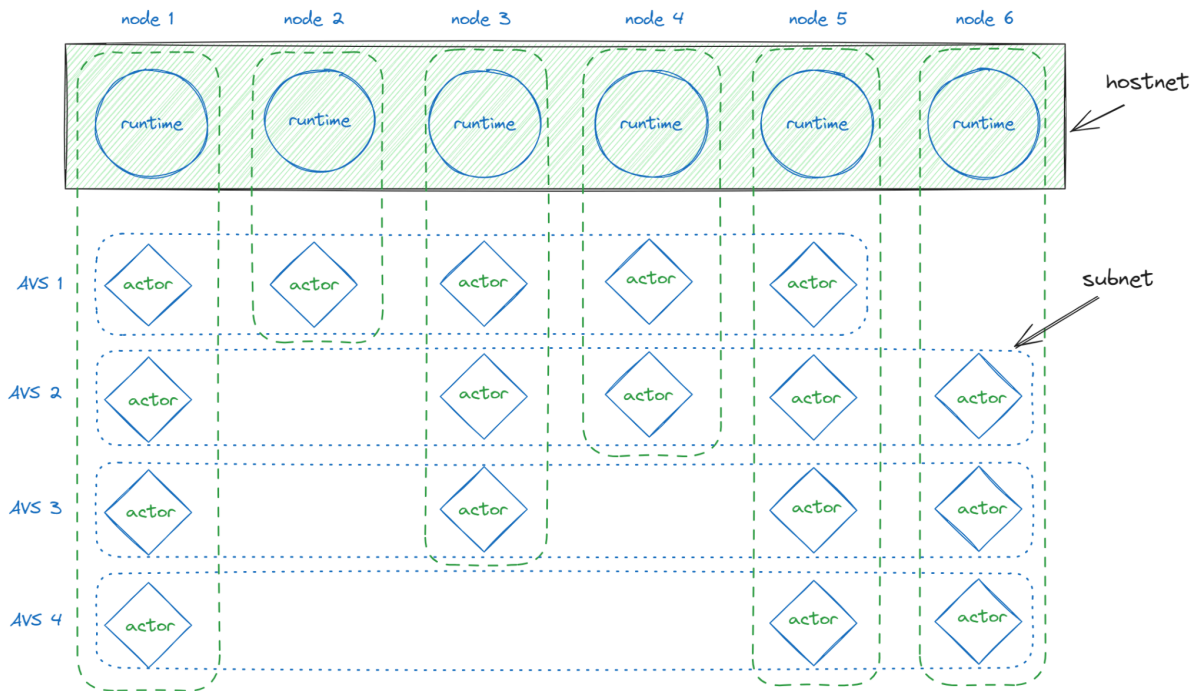 node 1 node 2 node 3 node 4 node 5 node 6
hostnet
runtime runtime runtime runtime runtime runtime
subnet
AVS 1 actor actor actor actor actor
AVS 2 actor actor actor actor actor
AVS 3 actor actor actor actor
AVS 4 actor actor actor